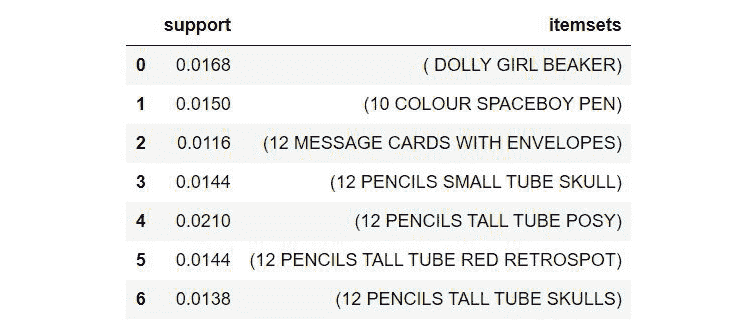 support itemsets
0 0.0168 ( DOLLY GIRL BEAKER)
1 0.0150 (10 COLOUR SPACEBOY PEN)
2 0.0116 (12 MESSAGE CARDS WITH ENVELOPES)
3 0.0144 (12 PENCILS SMALL TUBE SKULL)
4 0.0210 (12 PENCILS TALL TUBE POSY)
5 0.0144 (12 PENCILS TALL TUBE RED RETROSPOT)
6 0.0138 (12 PENCILS TALL TUBE SKULLS)